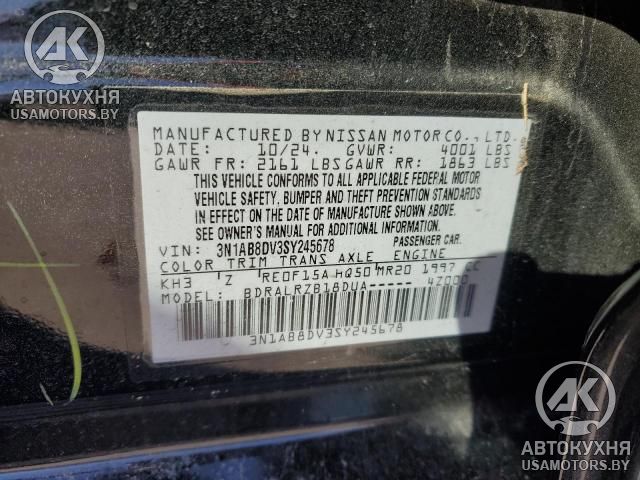 AK
АВТОКУХНЯ
USAMOTORS.BY
MANUFACTURED BY NISSAN MOTOR CO., LTD.
DATE: 10/24. GVWR: 4001 LBS
GAWR FR: 2161 LBS GAWR RR: 1863 LBS
THIS VEHICLE CONFORMS TO ALL APPLICABLE FEDERAL MOTOR
VEHICLE SAFETY, BUMPER AND THEFT PREVENTION STANDARDS
IN EFFECT ON THE DATE OF MANUFACTURE SHOWN ABOVE.
SEE OWNER'S MANUAL FOR ADDITIONAL INFORMATION.
VIN: 3N1AB8DV3SY245678 PASSENGER CAR.
COLOR TRIM TRANS AXLE ENGINE
KH3 Z RE0F15A HQ50 MR20 1997 CC
MODEL BDRALRZB18DUA----- 4Z000
3N1AB8DV3SY245678
AK
АВТОКУХНЯ
USAMOTORS.BY